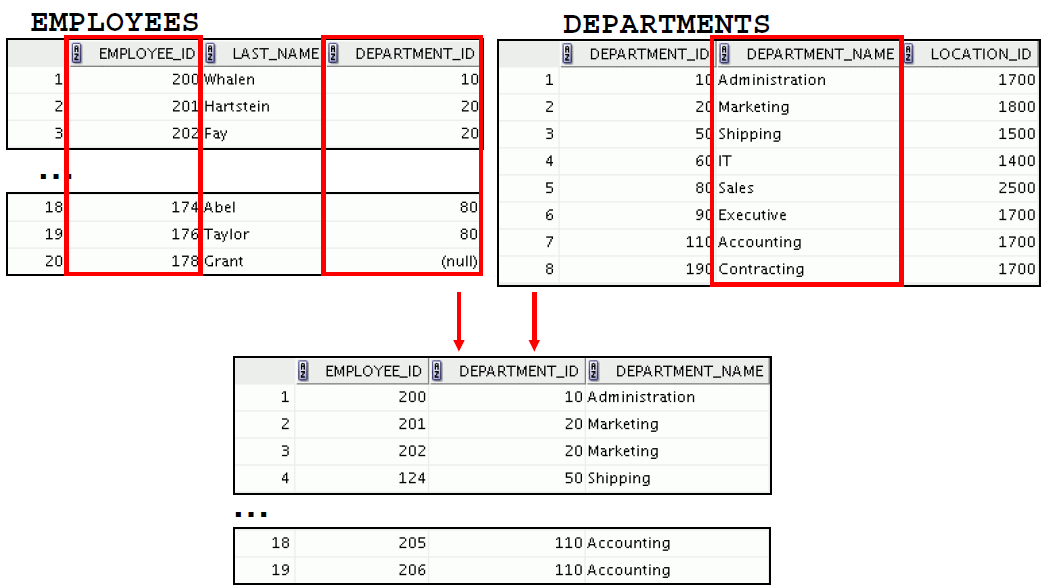 EMPLOYEES
EMPLOYEE_ID LAST_NAME DEPARTMENT_ID
1 200 Whalen 10
2 201 Hartstein 20
3 202 Fay 20
...
18 174 Abel 80
19 176 Taylor 80
20 178 Grant (null)
DEPARTMENTS
DEPARTMENT_ID DEPARTMENT_NAME LOCATION_ID
1 10 Administration 1700
2 20 Marketing 1800
3 50 Shipping 1500
4 60 IT 1400
5 80 Sales 2500
6 90 Executive 1700
7 110 Accounting 1700
8 190 Contracting 1700
EMPLOYEE_ID DEPARTMENT_ID DEPARTMENT_NAME
1 200 10 Administration
2 201 20 Marketing
3 202 20 Marketing
4 124 50 Shipping
...
18 205 110 Accounting
19 206 110 Accounting